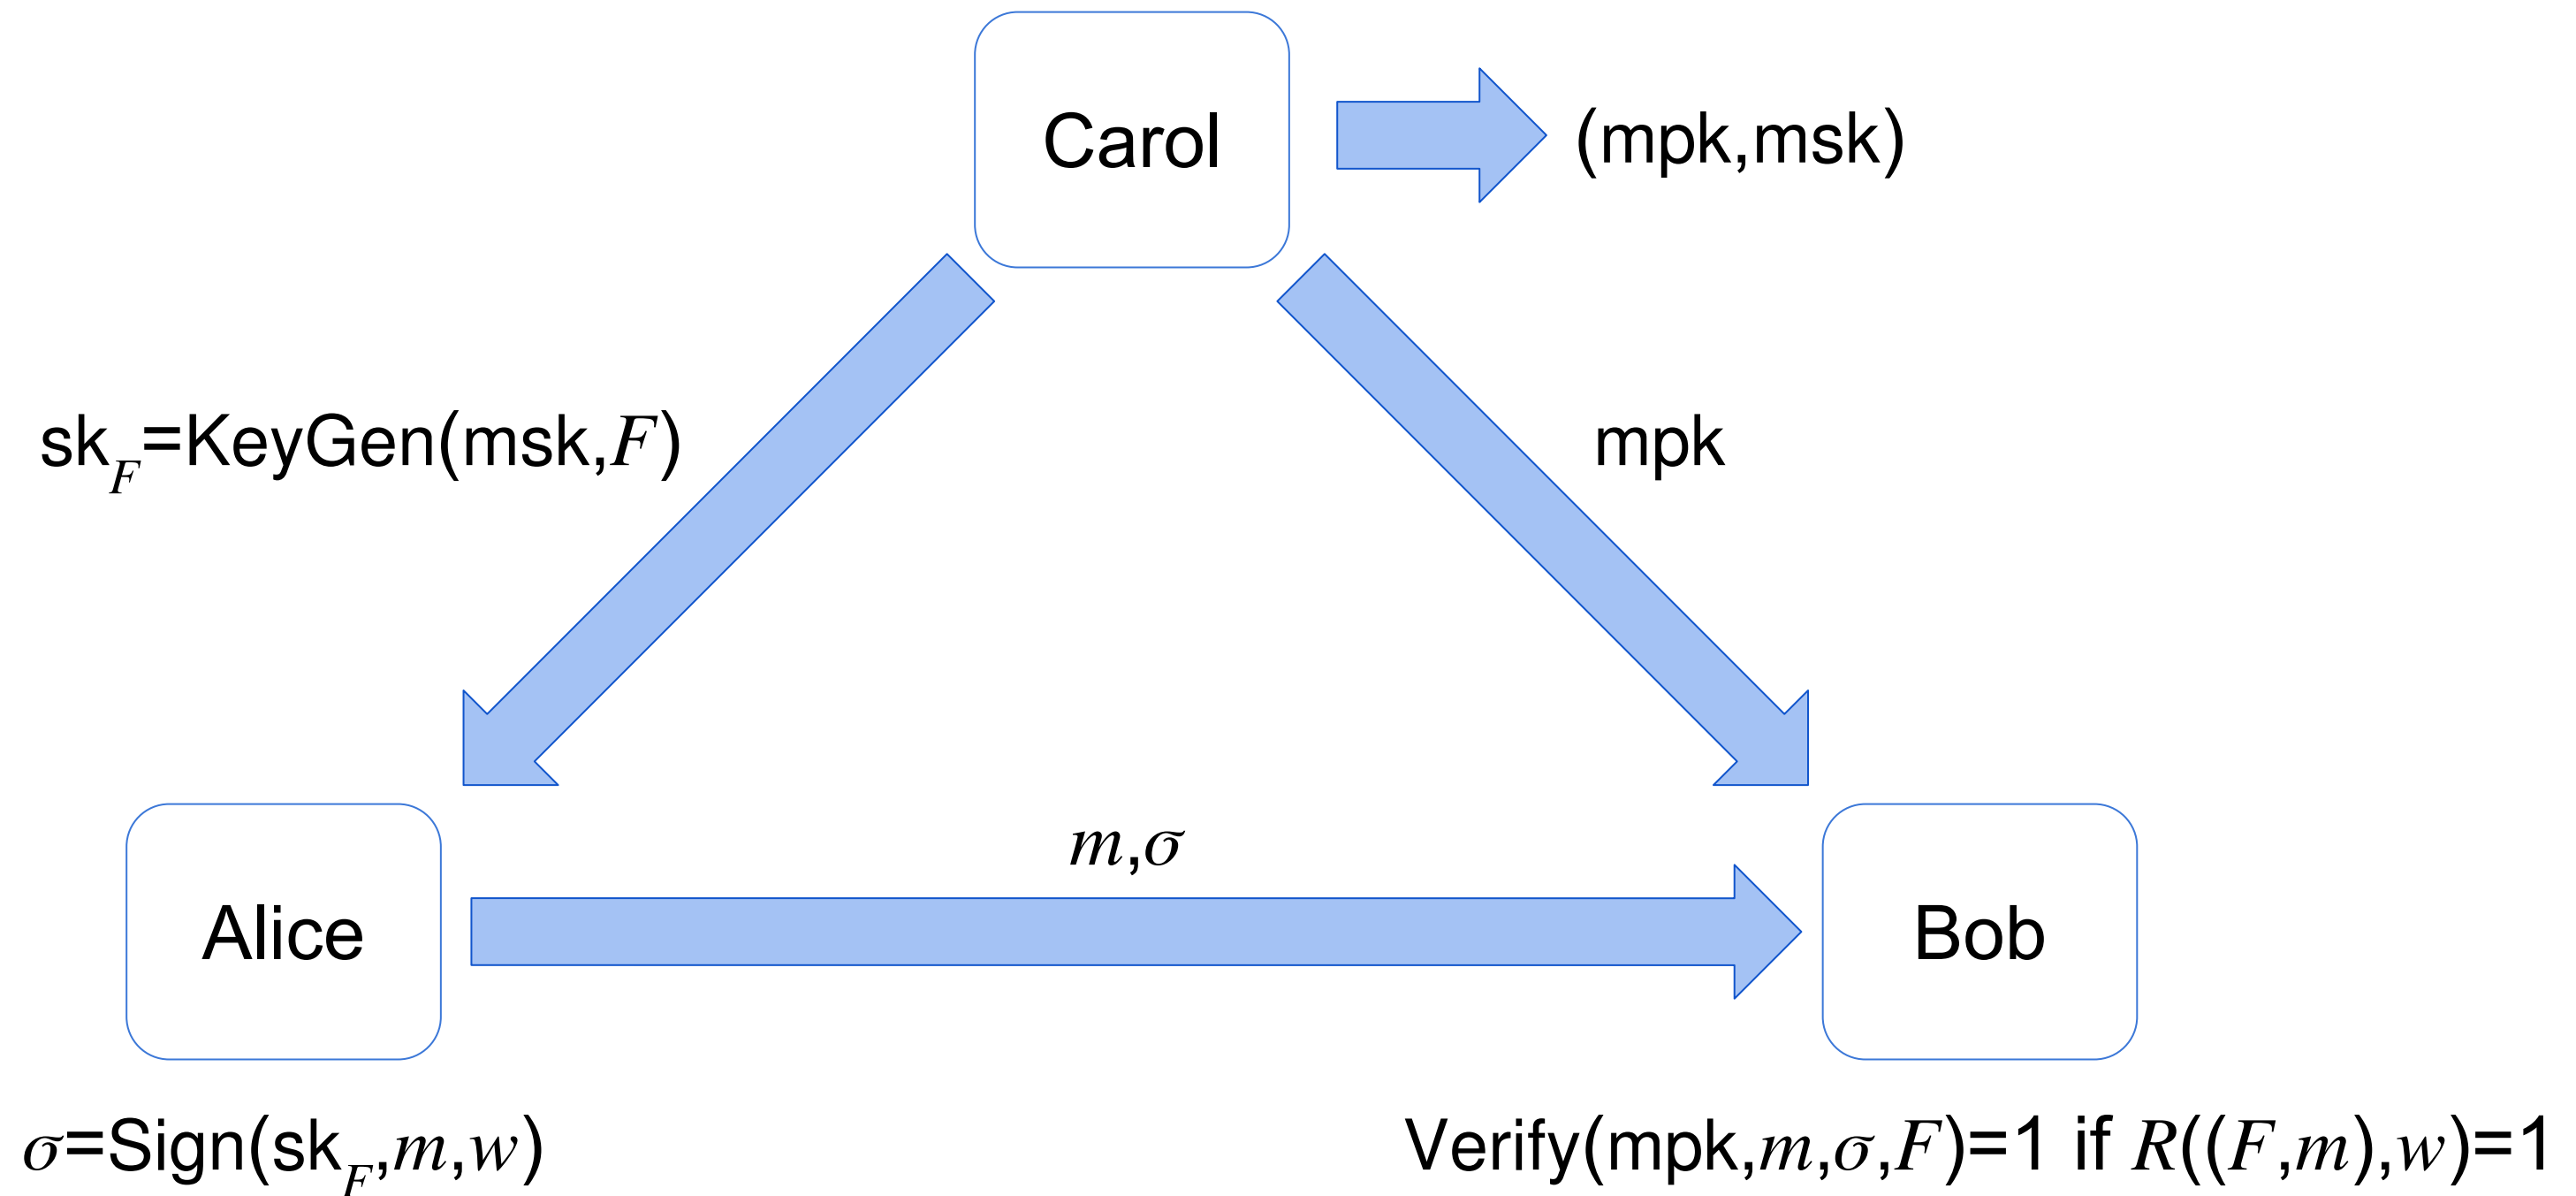 Carol
(mpk,msk)
sk_F=KeyGen(msk,F)
mpk
m,σ
Alice
Bob
σ=Sign(sk_F,m,w)
Verify(mpk,m,σ,F)=1 if R((F,m),w)=1